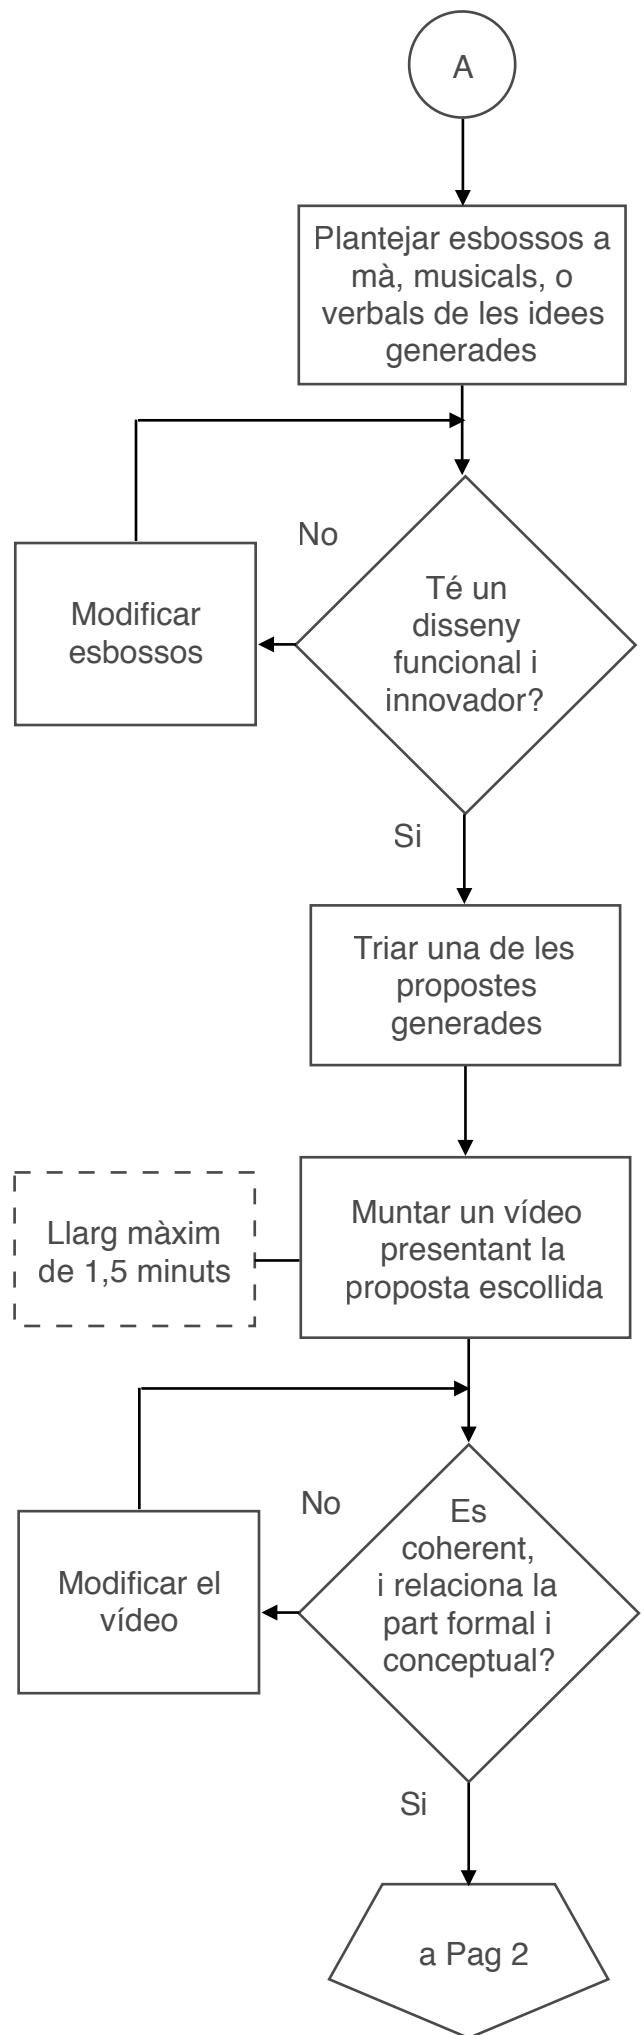 A
Plantejar esbossos a
mà, musicals, o
verbals de les idees
generades
No
Modificar
esbossos
Té un
disseny
funcional i
innovador?
Si
Triar una de les
propostes
generades
Llarg màxim
de 1,5 minuts
Muntar un vídeo
presentant la
proposta escollida
No
Modificar el
vídeo
Es
coherent,
i relaciona la
part formal i
conceptual?
Si
a Pag 2